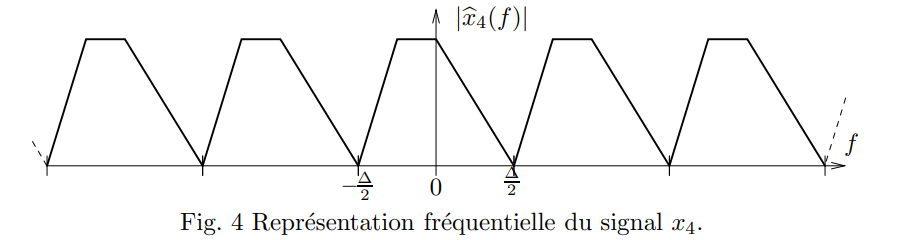 |x̂₄(f)|
f
−Δ/2 0 Δ/2
Fig. 4 Représentation fréquentielle du signal x₄.